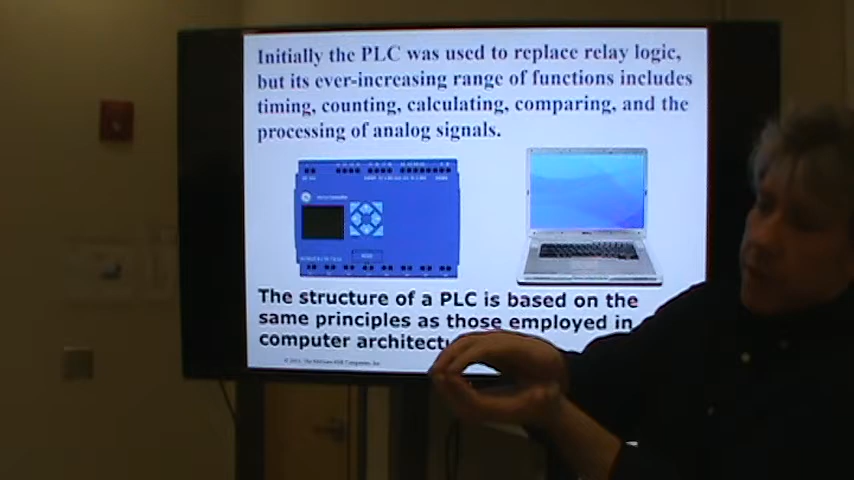 Initially the PLC was used to replace relay logic,
but its ever-increasing range of functions includes
timing, counting, calculating, comparing, and the
processing of analog signals.
The structure of a PLC is based on the
same principles as those employed in
computer architectu